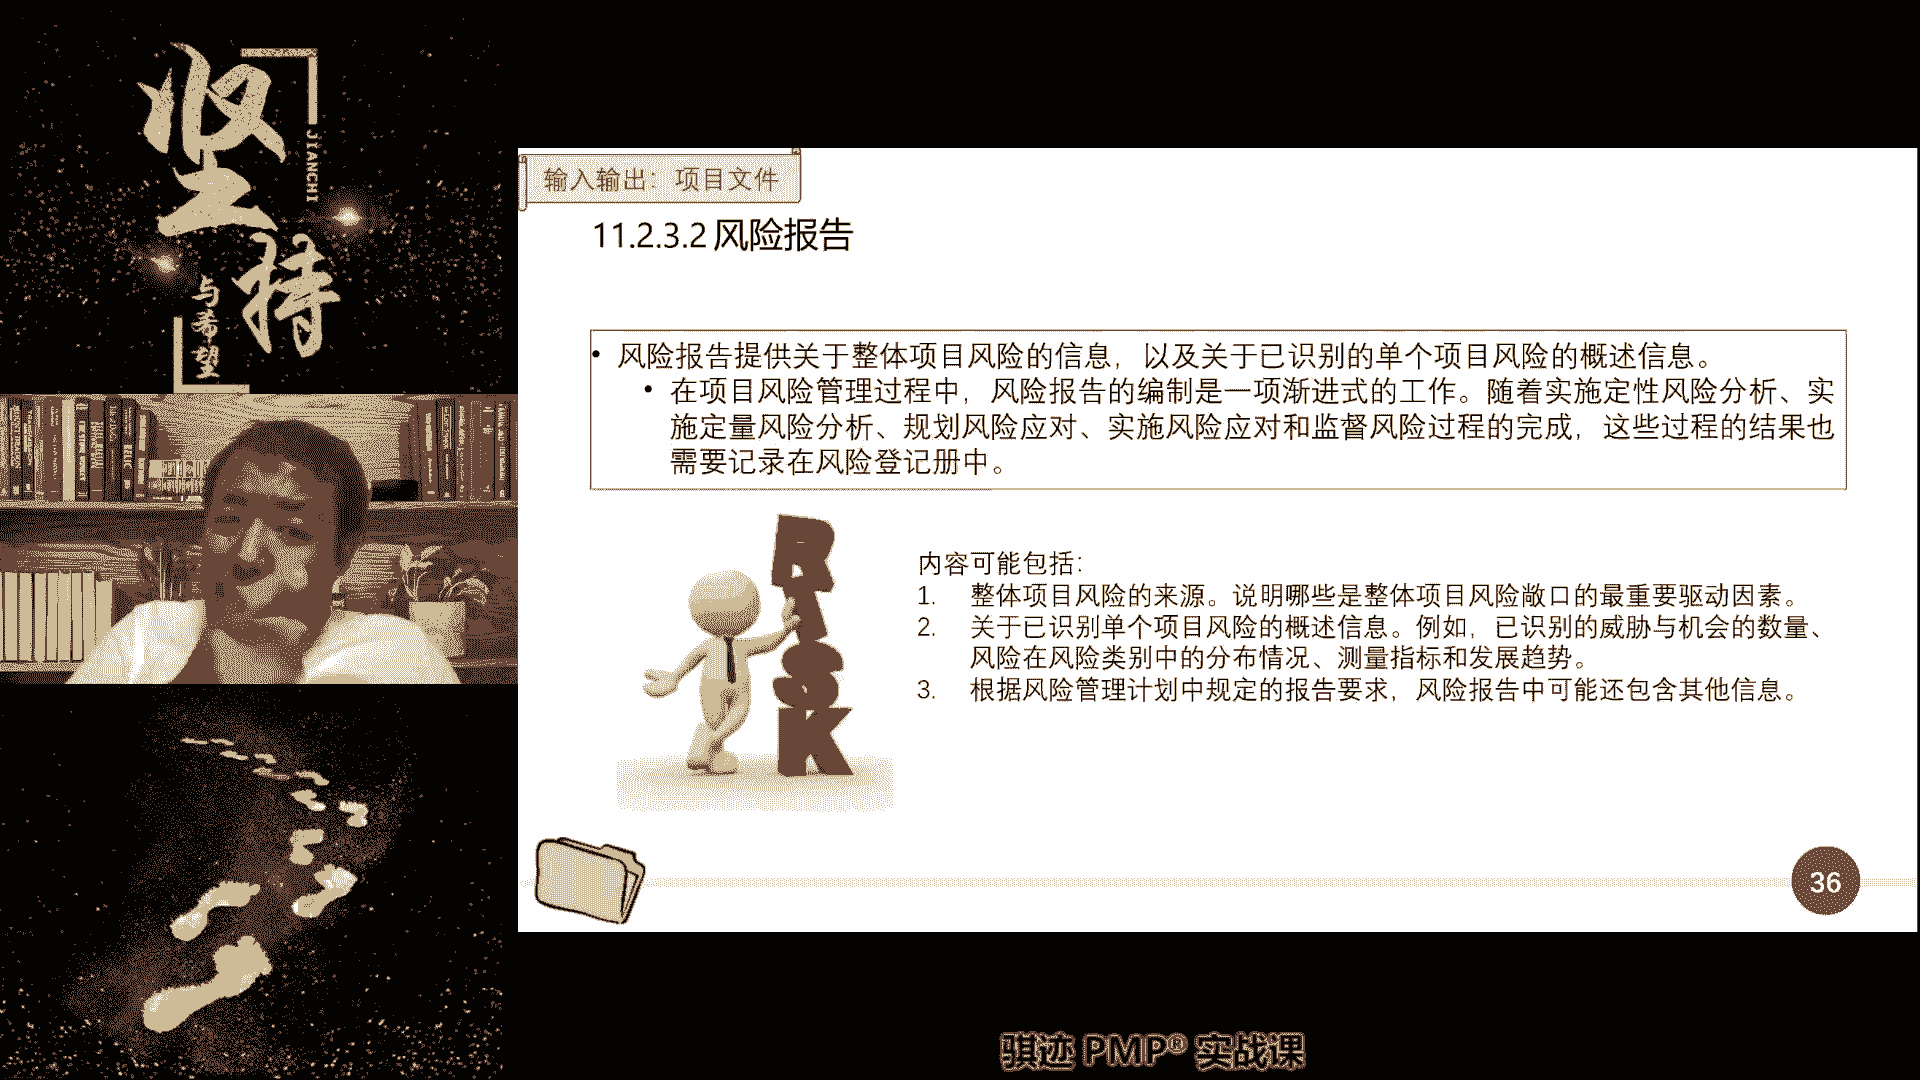 坚持
JIANCHI
与希望
输入输出：项目文件
11.2.3.2 风险报告
• 风险报告提供关于整体项目风险的信息，以及关于已识别的单个项目风险的概述信息。
• 在项目风险管理过程中，风险报告的编制是一项渐进式的工作。随着实施定性风险分析、实
施定量风险分析、规划风险应对、实施风险应对和监督风险过程的完成，这些过程的结果也
需要记录在风险登记册中。
RISK
内容可能包括：
1. 整体项目风险的来源。说明哪些是整体项目风险敞口的最重要驱动因素。
2. 关于已识别单个项目风险的概述信息。例如，已识别的威胁与机会的数量、
风险在风险类别中的分布情况、测量指标和发展趋势。
3. 根据风险管理计划中规定的报告要求，风险报告中可能还包含其他信息。
36
骐迹 PMP® 实战课